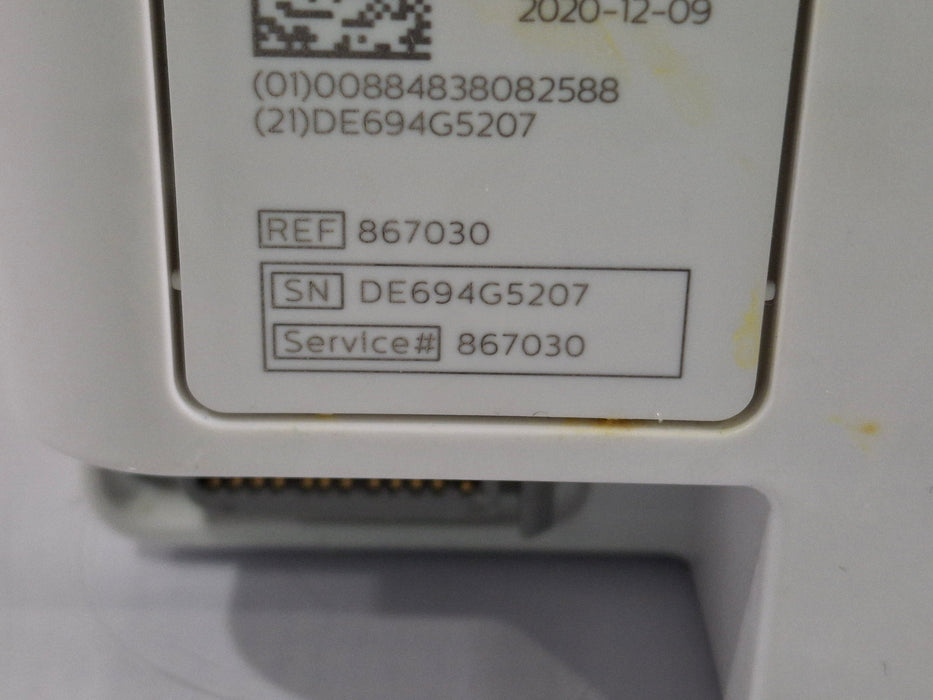 2020-12-09
(01)00884838082588
(21)DE694G5207
REF 867030
SN DE694G5207
Service# 867030